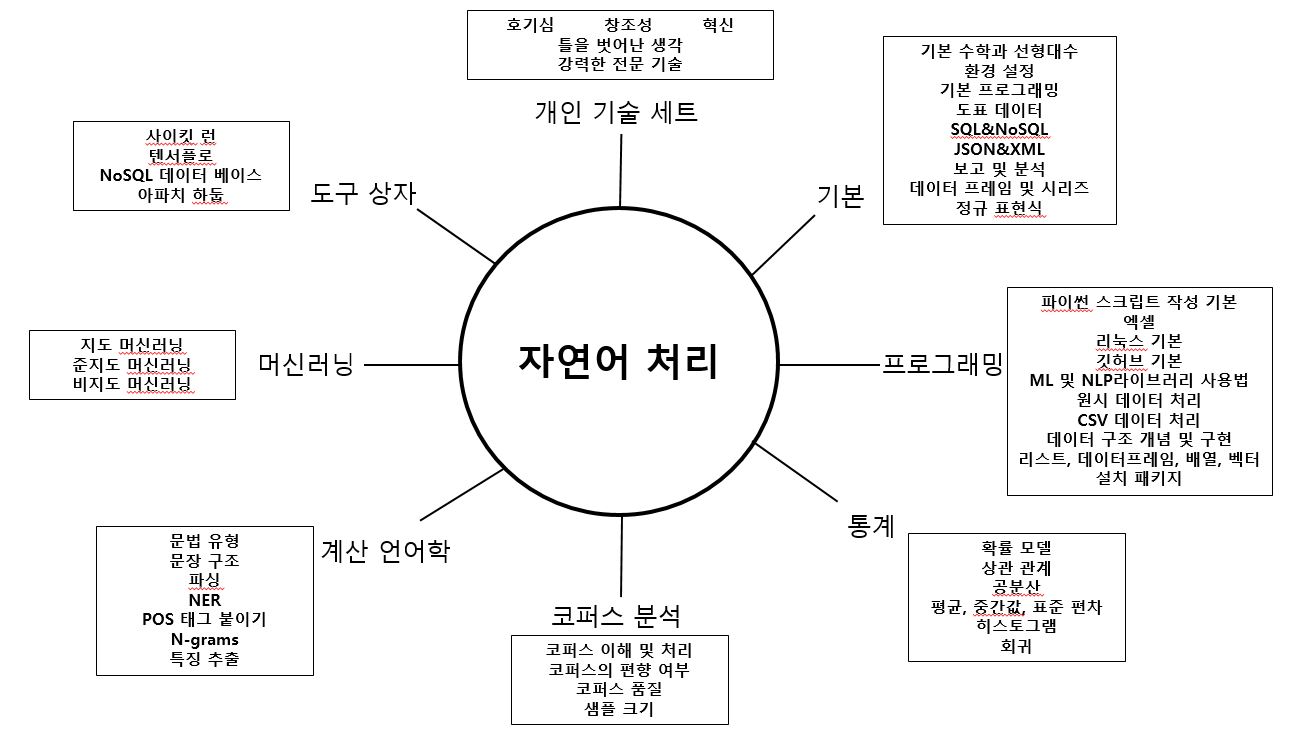 호기심 창조성 혁신
틀을 벗어난 생각
강력한 전문 기술
개인 기술 세트
기본 수학과 선형대수
환경 설정
기본 프로그래밍
도표 데이터
SQL&NoSQL
JSON&XML
보고 및 분석
데이터 프레임 및 시리즈
정규 표현식
기본
사이킷 런
텐서플로
NoSQL 데이터 베이스
아파치 하둡
도구 상자
자연어 처리
지도 머신러닝
준지도 머신러닝
비지도 머신러닝
머신러닝
프로그래밍
파이썬 스크립트 작성 기본
엑셀
리눅스 기본
깃허브 기본
ML 및 NLP라이브러리 사용법
원시 데이터 처리
CSV 데이터 처리
데이터 구조 개념 및 구현
리스트, 데이터프레임, 배열, 벡터
설치 패키지
문법 유형
문장 구조
파싱
NER
POS 태그 붙이기
N-grams
특징 추출
계산 언어학
통계
확률 모델
상관 관계
공분산
평균, 중간값, 표준 편차
히스토그램
회귀
코퍼스 분석
코퍼스 이해 및 처리
코퍼스의 편향 여부
코퍼스 품질
샘플 크기